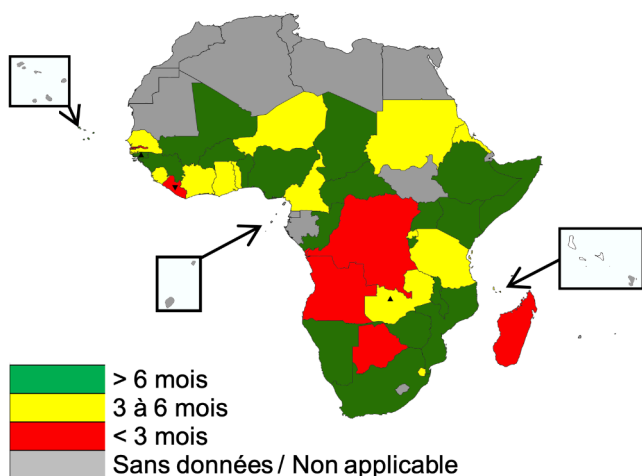 > 6 mois
3 à 6 mois
< 3 mois
Sans données / Non applicable